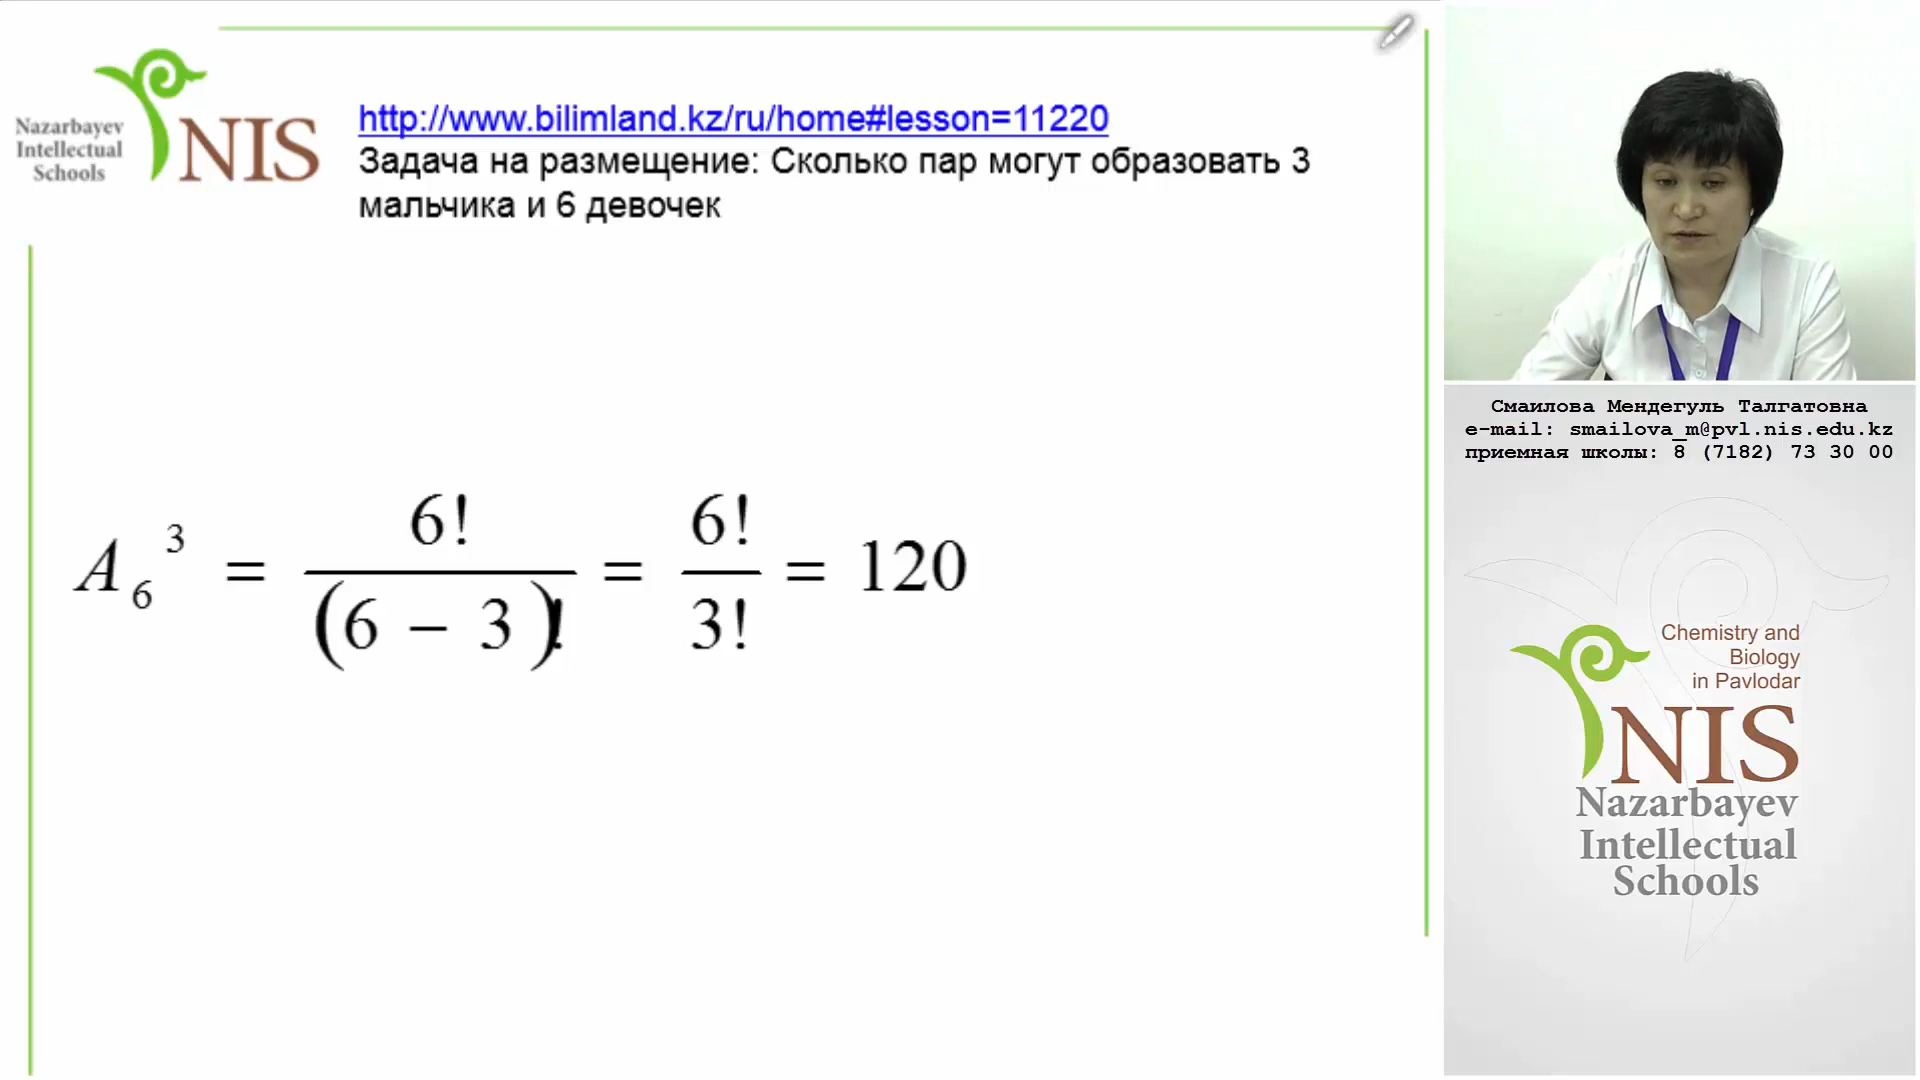 Nazarbayev
Intellectual
Schools
NIS
http://www.bilimland.kz/ru/home#lesson=11220
Задача на размещение: Сколько пар могут образовать 3
мальчика и 6 девочек
A₆³ = 6!/(6 − 3)! = 6!/3! = 120
Смаилова Мендегуль Талгатовна
e-mail: smailova_m@pvl.nis.edu.kz
приемная школы: 8 (7182) 73 30 00
Chemistry and
Biology
in Pavlodar
NIS
Nazarbayev
Intellectual
Schools